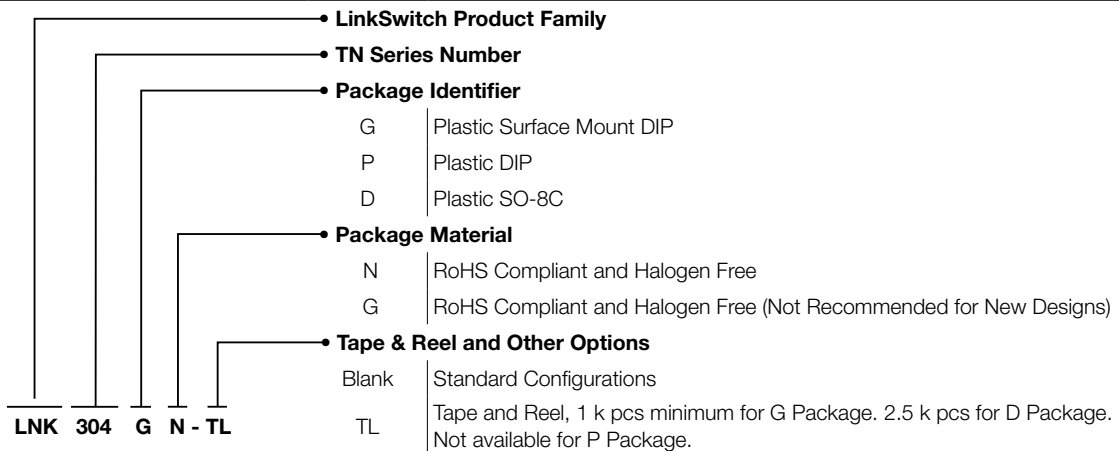 LinkSwitch Product Family
TN Series Number
Package Identifier
G Plastic Surface Mount DIP
P Plastic DIP
D Plastic SO-8C
Package Material
N RoHS Compliant and Halogen Free
G RoHS Compliant and Halogen Free (Not Recommended for New Designs)
Tape & Reel and Other Options
Blank Standard Configurations
TL Tape and Reel, 1 k pcs minimum for G Package. 2.5 k pcs for D Package.
Not available for P Package.
LNK 304 G N - TL